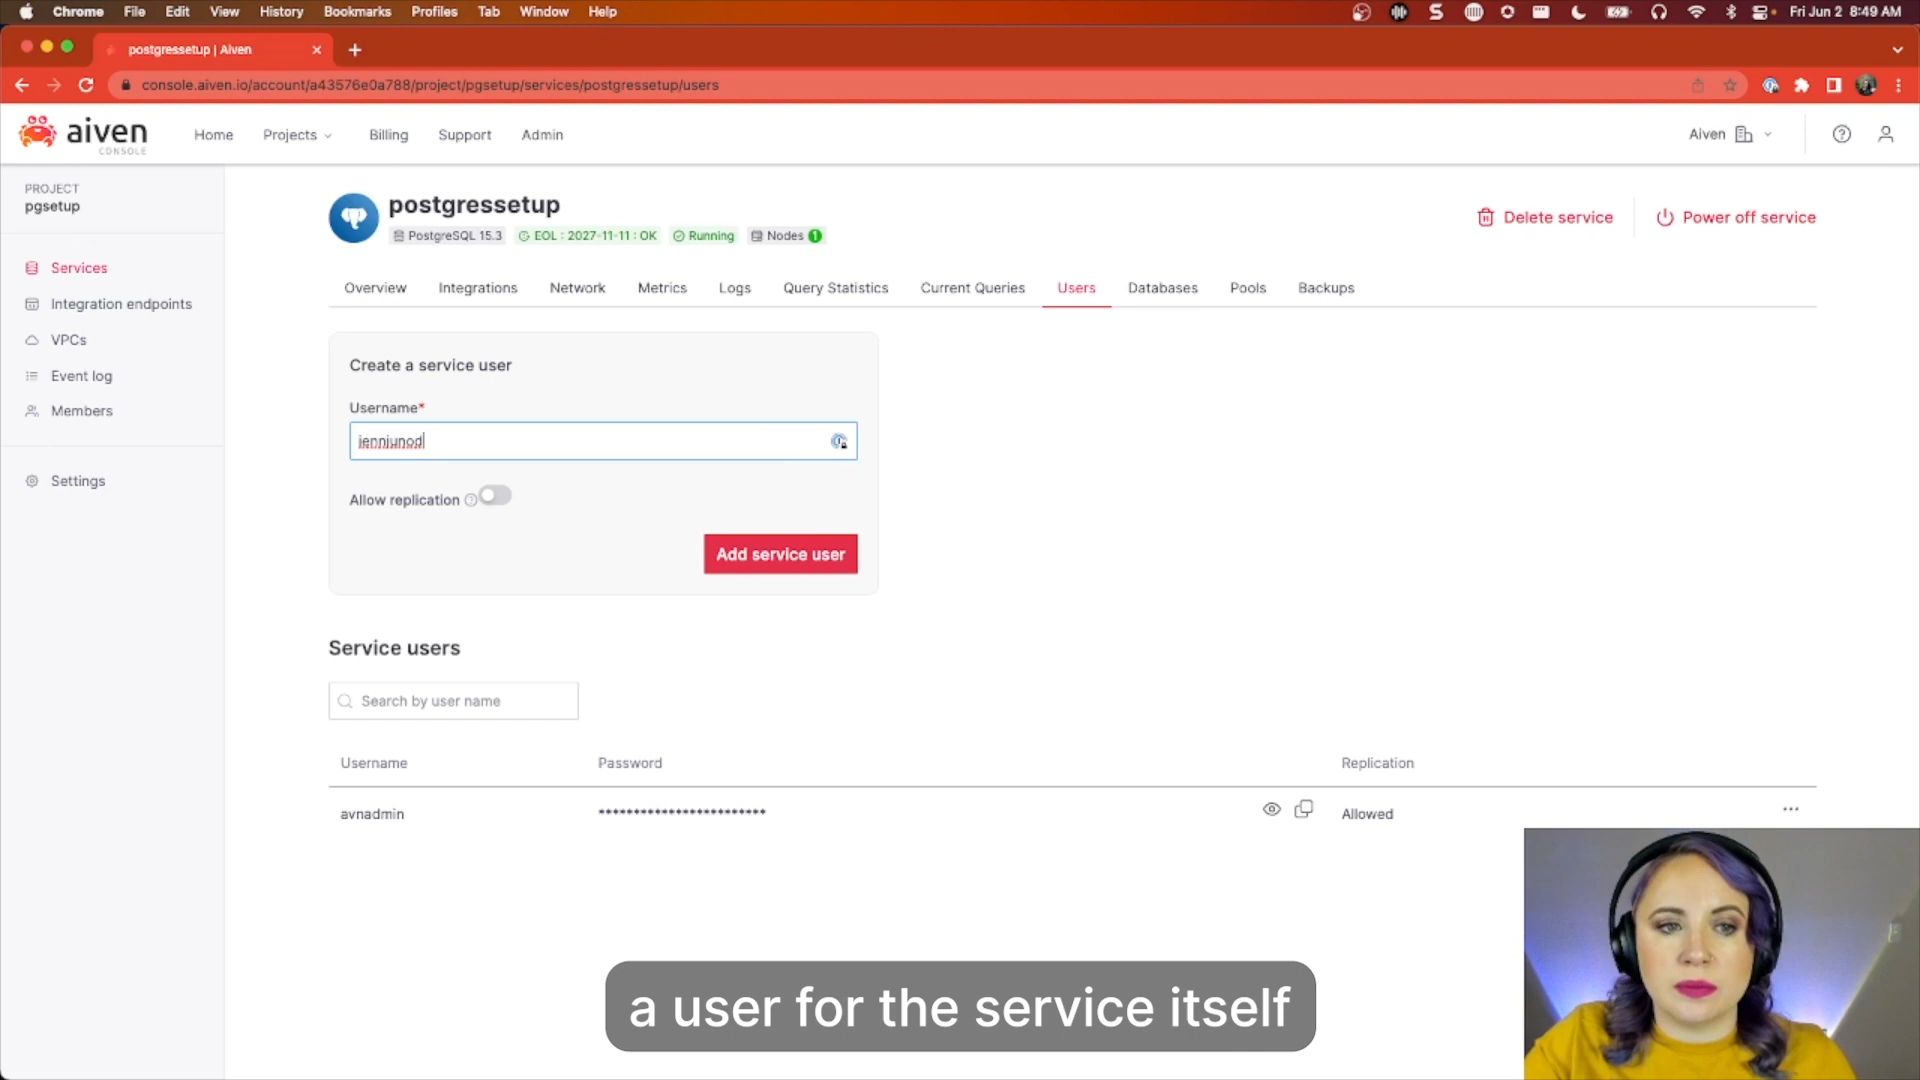 Chrome File Edit View History Bookmarks Profiles Tab Window Help Fri Jun 2 8:49 AM
postgressetup | Aiven
console.aiven.io/account/a43576e0a788/project/pgsetup/services/postgressetup/users
aiven
CONSOLE
Home Projects Billing Support Admin Aiven
PROJECT
pgsetup
Services
Integration endpoints
VPCs
Event log
Members
Settings
postgressetup
PostgreSQL 15.3 EOL : 2027-11-11 : OK Running Nodes 1
Delete service Power off service
Overview Integrations Network Metrics Logs Query Statistics Current Queries Users Databases Pools Backups
Create a service user
Username*
jennjunod
Allow replication
Add service user
Service users
Search by user name
Username Password Replication
avnadmin ************************ Allowed
a user for the service itself